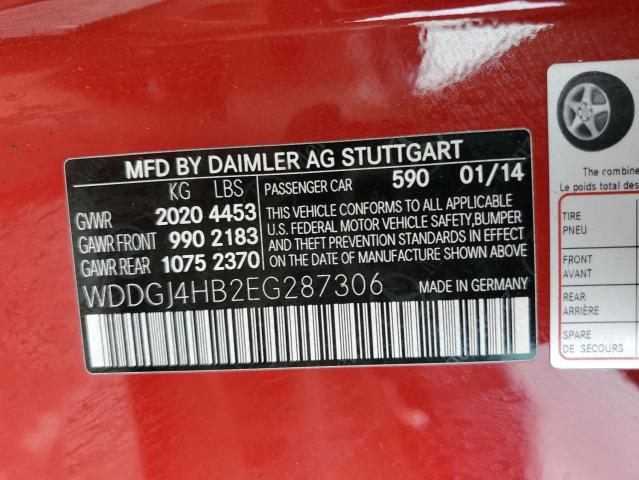 MFD BY DAIMLER AG STUTTGART
KG LBS
GVWR 2020 4453
GAWR FRONT 990 2183
GAWR REAR 1075 2370
PASSENGER CAR 590 01/14
THIS VEHICLE CONFORMS TO ALL APPLICABLE
U.S. FEDERAL MOTOR VEHICLE SAFETY, BUMPER
AND THEFT PREVENTION STANDARDS IN EFFECT
ON THE DATE OF MANUFACTURE SHOWN ABOVE
WDDGJ4HB2EG287306
The combine
Le poids total des
TIRE
PNEU
FRONT
AVANT
REAR
ARRIÈRE
SPARE
DE SECOURS